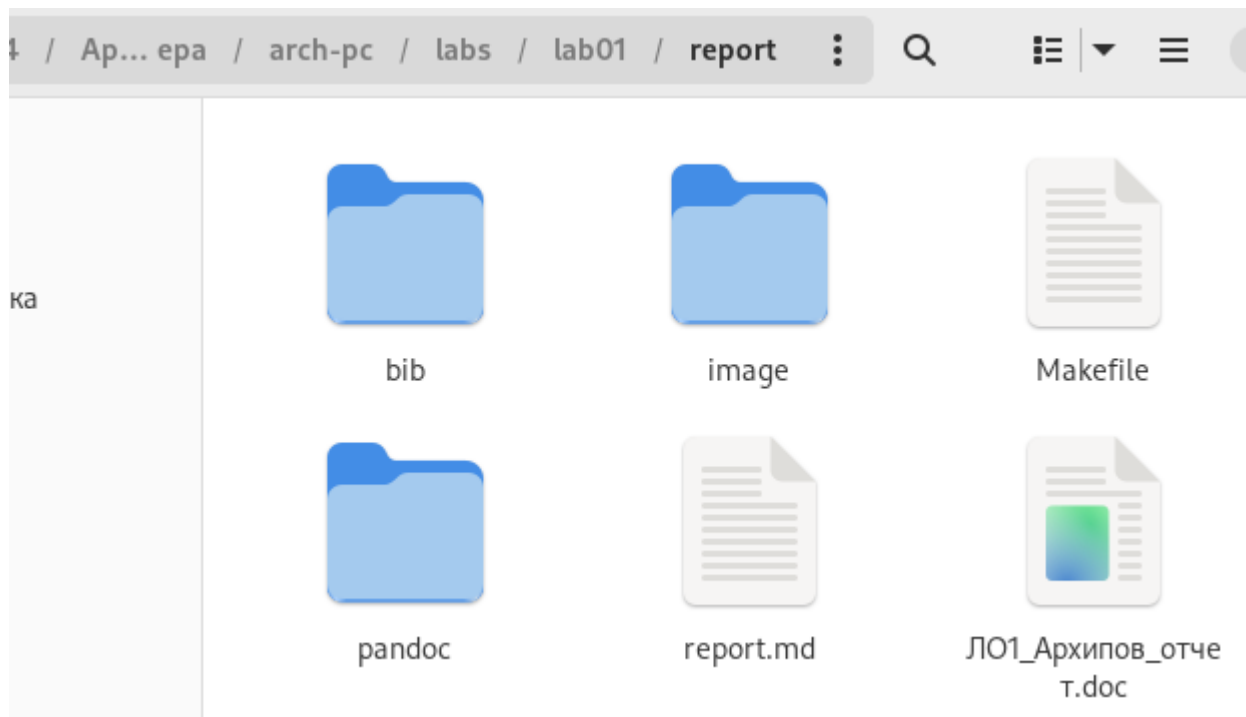 4 / Ар... ера / arch-pc / labs / lab01 / report
ка
bib
image
Makefile
pandoc
report.md
ЛО1_Архипов_отче
т.doc